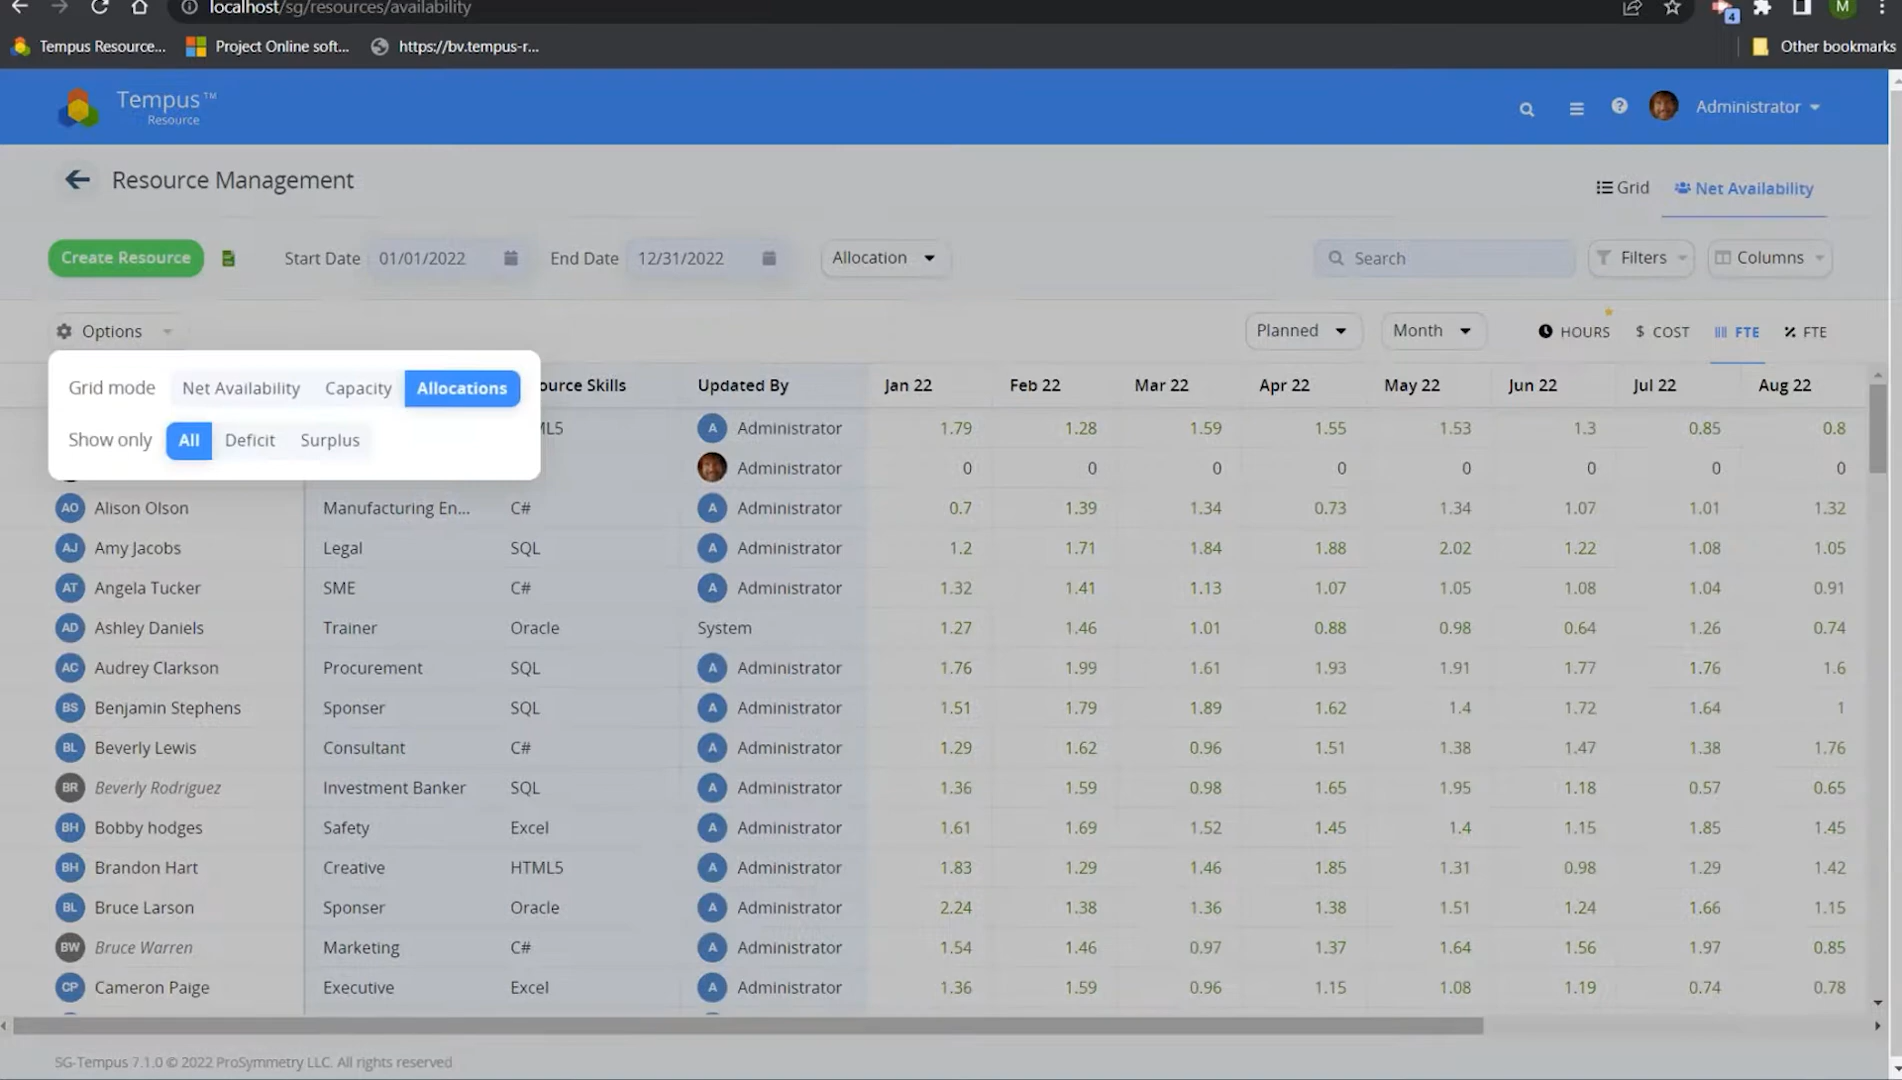 localhost/sg/resources/availability
4
M
Tempus Resource... Project Online soft... https://bv.tempus-r... Other bookmarks
Tempus™
Resource
Administrator
Resource Management
Grid Net Availability
Create Resource Start Date 01/01/2022 End Date 12/31/2022 Allocation Search Filters Columns
Options Planned Month HOURS $ COST FTE % FTE
Grid mode Net Availability Capacity Allocations
Show only All Deficit Surplus
ource Skills Updated By Jan 22 Feb 22 Mar 22 Apr 22 May 22 Jun 22 Jul 22 Aug 22
ML5 A Administrator 1.79 1.28 1.59 1.55 1.53 1.3 0.85 0.8
Administrator 0 0 0 0 0 0 0 0
AO Alison Olson Manufacturing En... C# A Administrator 0.7 1.39 1.34 0.73 1.34 1.07 1.01 1.32
AJ Amy Jacobs Legal SQL A Administrator 1.2 1.71 1.84 1.88 2.02 1.22 1.08 1.05
AT Angela Tucker SME C# A Administrator 1.32 1.41 1.13 1.07 1.05 1.08 1.04 0.91
AD Ashley Daniels Trainer Oracle System 1.27 1.46 1.01 0.88 0.98 0.64 1.26 0.74
AC Audrey Clarkson Procurement SQL A Administrator 1.76 1.99 1.61 1.93 1.91 1.77 1.76 1.6
BS Benjamin Stephens Sponser SQL A Administrator 1.51 1.79 1.89 1.62 1.4 1.72 1.64 1
BL Beverly Lewis Consultant C# A Administrator 1.29 1.62 0.96 1.51 1.38 1.47 1.38 1.76
BR Beverly Rodriguez Investment Banker SQL A Administrator 1.36 1.59 0.98 1.65 1.95 1.18 0.57 0.65
BH Bobby hodges Safety Excel A Administrator 1.61 1.69 1.52 1.45 1.4 1.15 1.85 1.45
BH Brandon Hart Creative HTML5 A Administrator 1.83 1.29 1.46 1.85 1.31 0.98 1.29 1.42
BL Bruce Larson Sponser Oracle A Administrator 2.24 1.38 1.36 1.38 1.51 1.24 1.66 1.15
BW Bruce Warren Marketing C# A Administrator 1.54 1.46 0.97 1.37 1.64 1.56 1.97 0.85
CP Cameron Paige Executive Excel A Administrator 1.36 1.59 0.96 1.15 1.08 1.19 0.74 0.78
SG-Tempus 7.1.0 © 2022 ProSymmetry LLC. All rights reserved